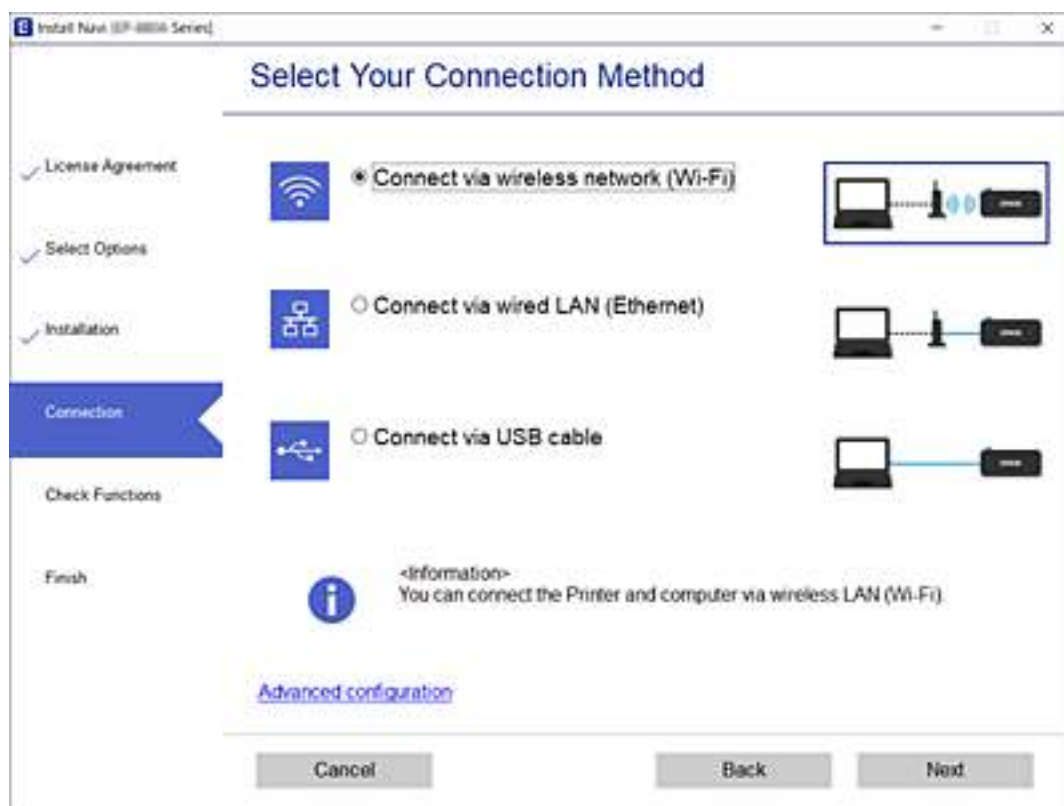 Install Navi Series]
Select Your Connection Method
License Agreement
Select Options
Installation
Connection
Check Functions
Finish
Connect via wireless network (Wi-Fi)
Connect via wired LAN (Ethernet)
Connect via USB cable
<Information>
You can connect the Printer and computer via wireless LAN (Wi-Fi).
Advanced configuration
Cancel
Back
Next